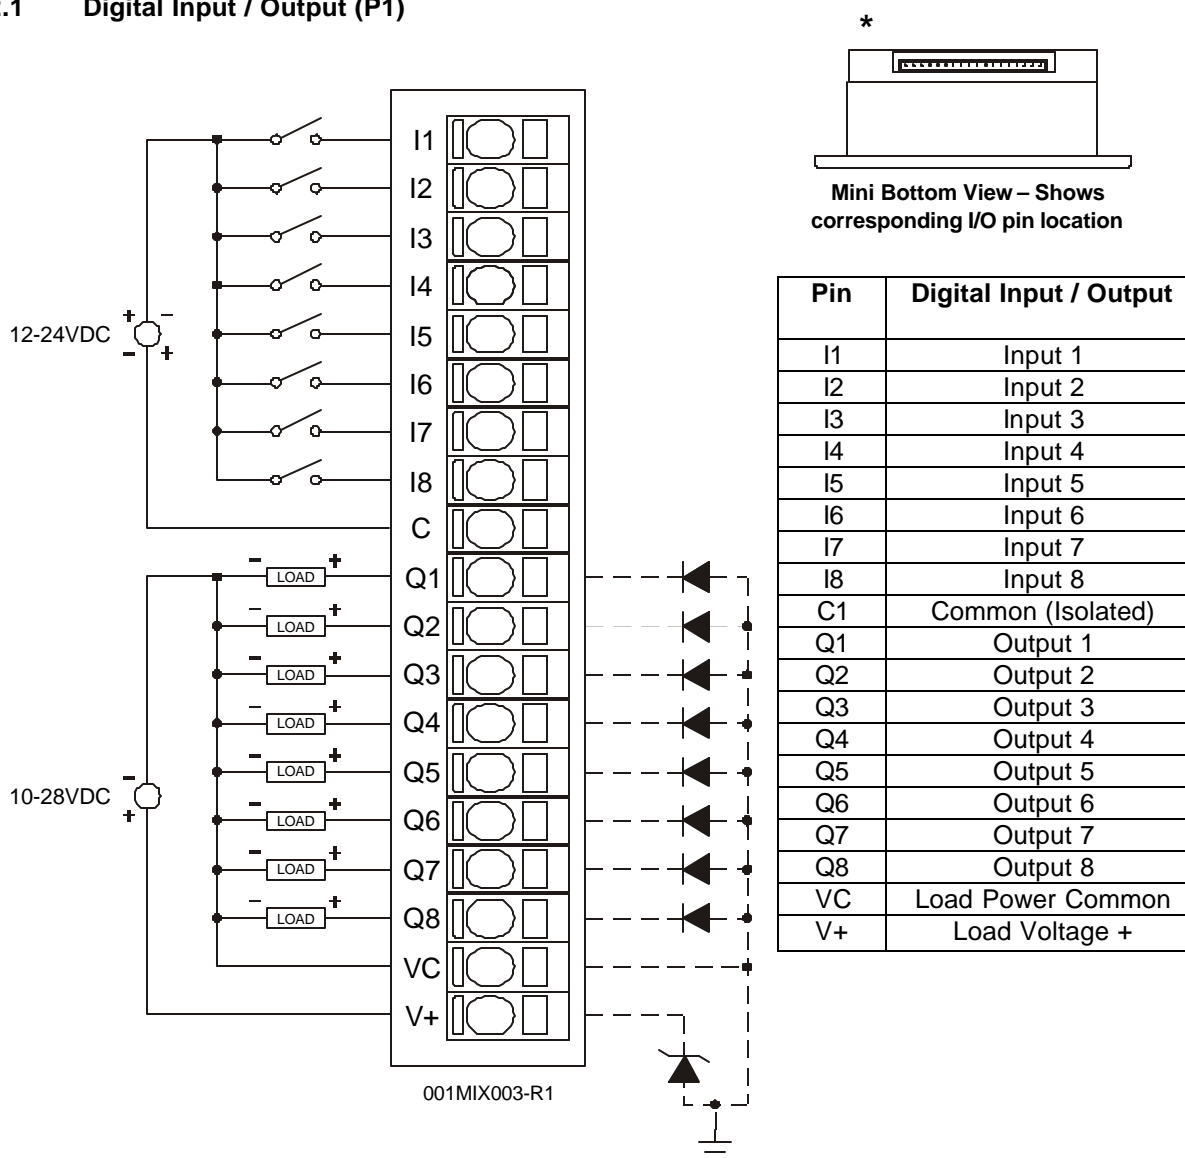 .1 Digital Input / Output (P1)
*
Mini Bottom View – Shows
corresponding I/O pin location
12-24VDC
+ −
− +
I1
I2
I3
I4
I5
I6
I7
I8
C
− LOAD + Q1
− LOAD + Q2
− LOAD + Q3
− LOAD + Q4
− LOAD + Q5
− LOAD + Q6
− LOAD + Q7
− LOAD + Q8
VC
V+
10-28VDC
−
+
001MIX003-R1
Pin Digital Input / Output
I1 Input 1
I2 Input 2
I3 Input 3
I4 Input 4
I5 Input 5
I6 Input 6
I7 Input 7
I8 Input 8
C1 Common (Isolated)
Q1 Output 1
Q2 Output 2
Q3 Output 3
Q4 Output 4
Q5 Output 5
Q6 Output 6
Q7 Output 7
Q8 Output 8
VC Load Power Common
V+ Load Voltage +